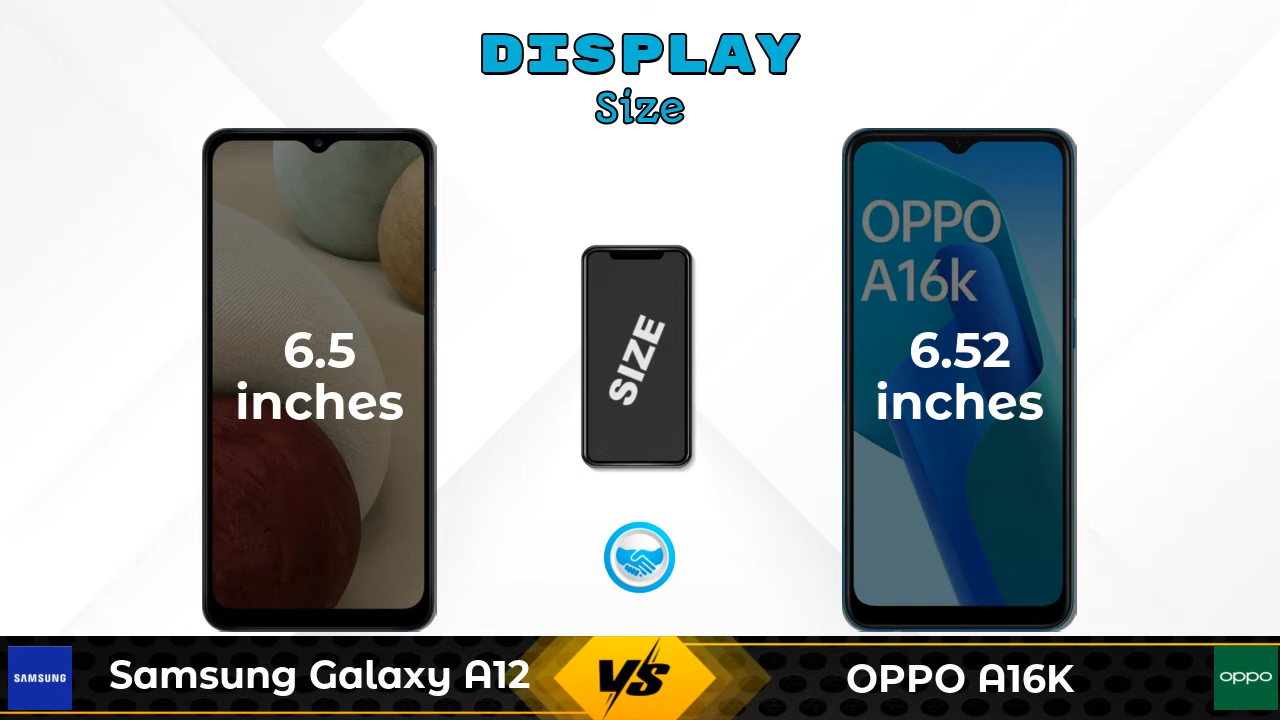 DISPLAY
Size
6.5
inches
SIZE
OPPO
A16k
6.52
inches
SAMSUNG
Samsung Galaxy A12
VS
OPPO A16K
oppo